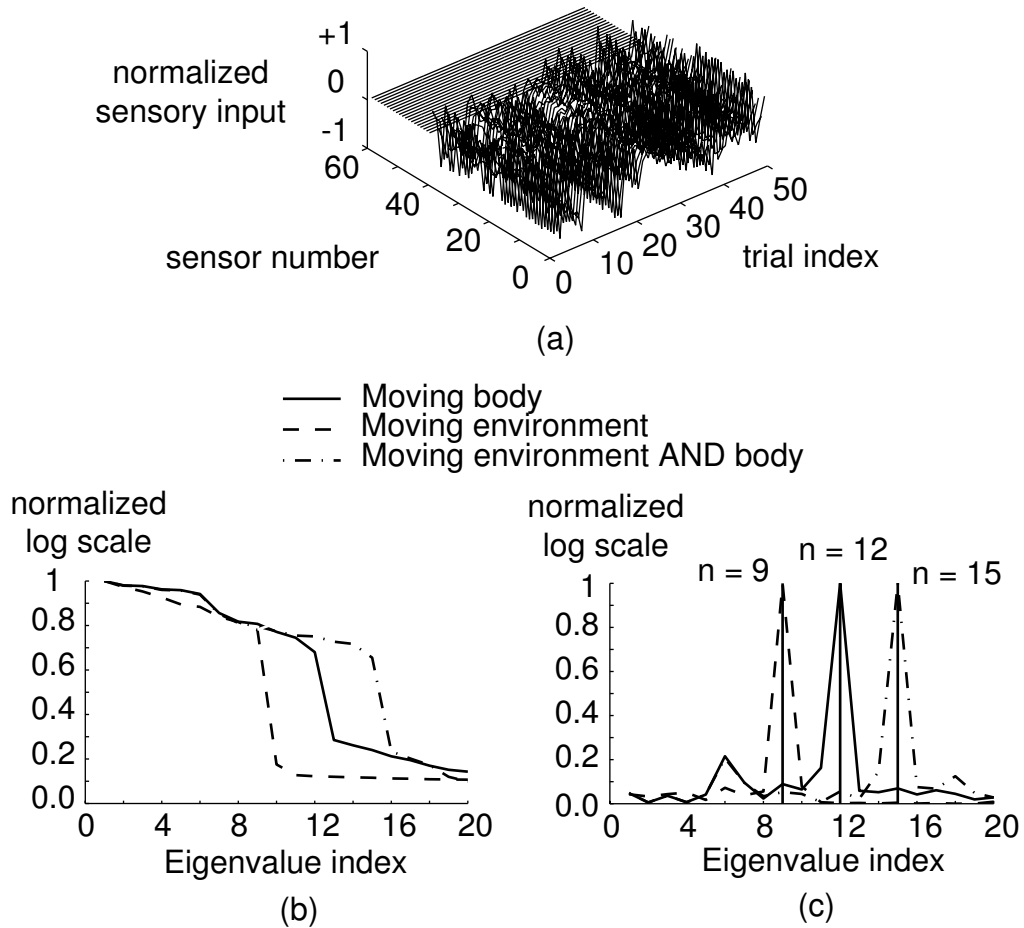 +1
normalized
0
sensory input
-1
60
40
20
0
sensor number
0
10
20
30
40
50
trial index
(a)
Moving body
Moving environment
Moving environment AND body
normalized
log scale
1
0.8
0.6
0.4
0.2
0.0
0
4
8
12
16
20
Eigenvalue index
(b)
normalized
log scale
n = 9
n = 12
n = 15
1
0.8
0.6
0.4
0.2
0.0
0
4
8
12
16
20
Eigenvalue index
(c)